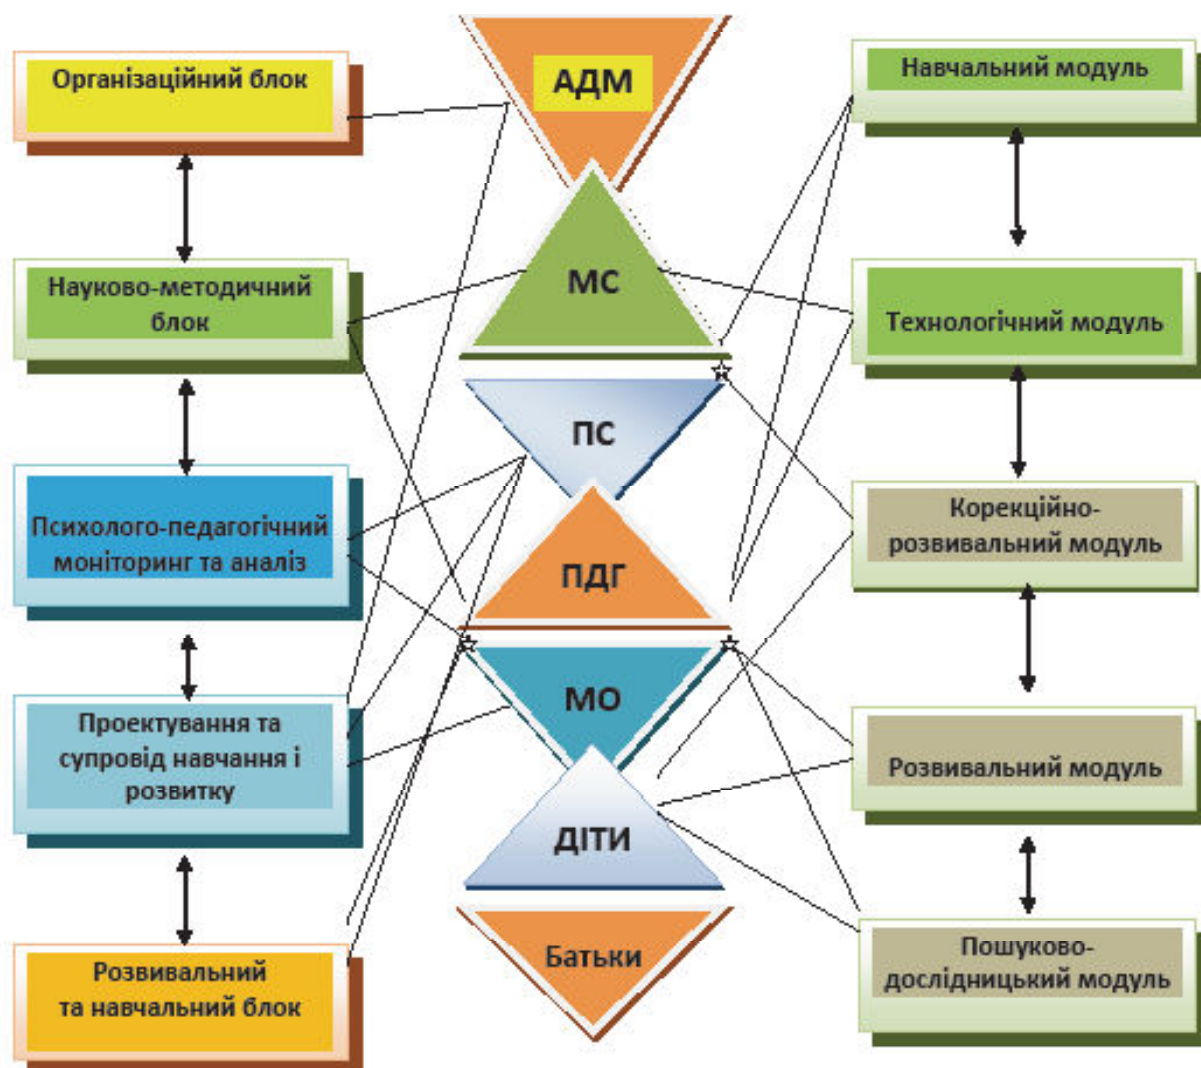 Організаційний блок
Науково-методичний
блок
Психолого-педагогічний
моніторинг та аналіз
Проектування та
супровід навчання і
розвитку
Розвивальний
та навчальний блок
АДМ
МС
ПС
ПДГ
МО
ДІТИ
Батьки
Навчальний модуль
Технологічний модуль
Корекційно-
розвивальний модуль
Розвивальний модуль
Пошуково-
дослідницький модуль